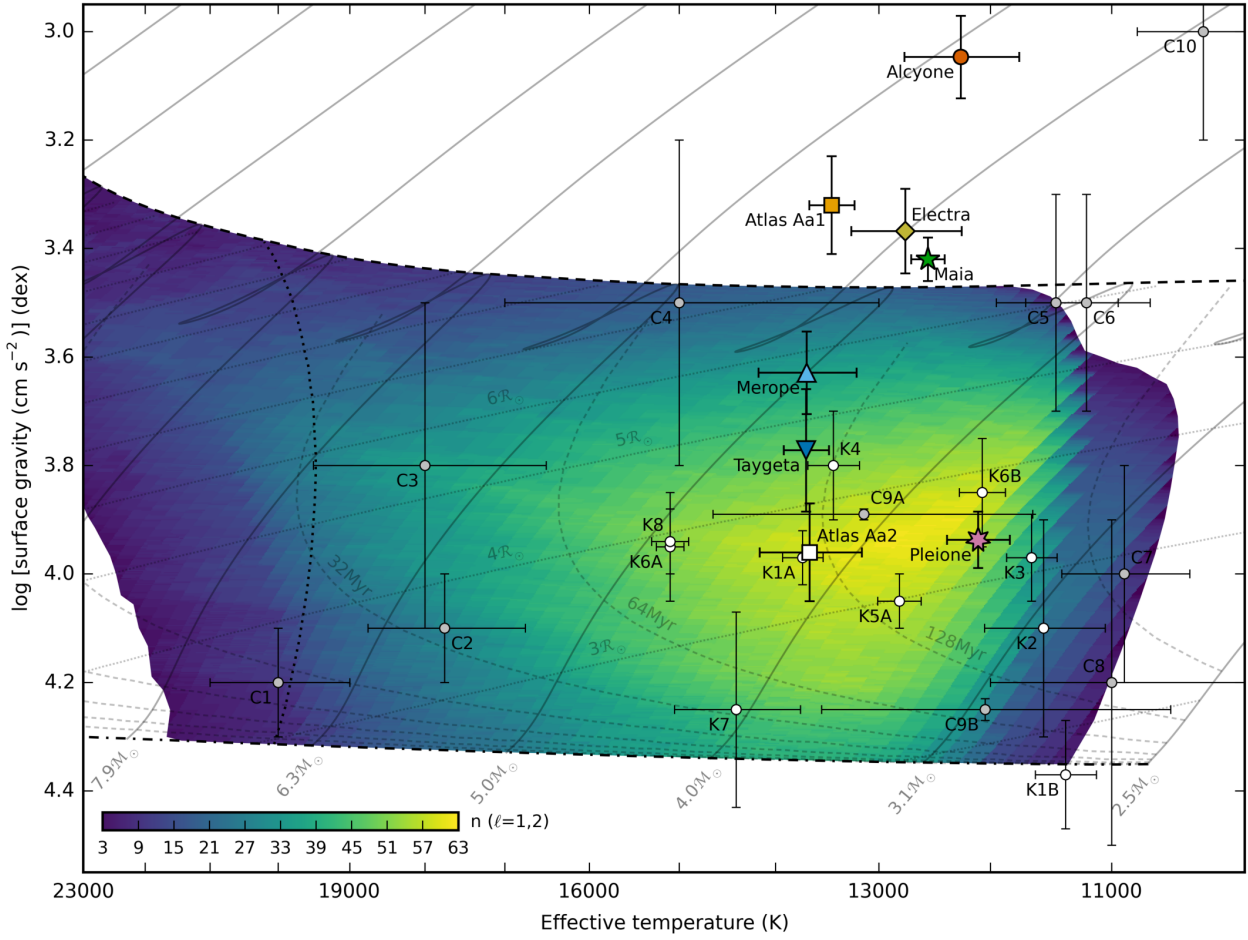 3.0
C10
Alcyone
3.2
Atlas Aa1
Electra
3.4
Maia
C4
C5
C6
3.6
Merope
6ℛ☉
5ℛ☉
K4
3.8
C3
Taygeta
K6B
C9A
K8
Atlas Aa2
4ℛ☉
K6A
K1A
Pleione
K3
C7
4.0
32Myr
64Myr
K5A
128Myr
C2
3ℛ☉
K2
C8
4.2
C1
K7
C9B
7.9ℳ☉
6.3ℳ☉
5.0ℳ☉
4.0ℳ☉
3.1ℳ☉
2.5ℳ☉
K1B
4.4
n (ℓ=1,2)
3 9 15 21 27 33 39 45 51 57 63
23000 19000 16000 13000 11000
Effective temperature (K)
log [surface gravity (cm s⁻²)] (dex)